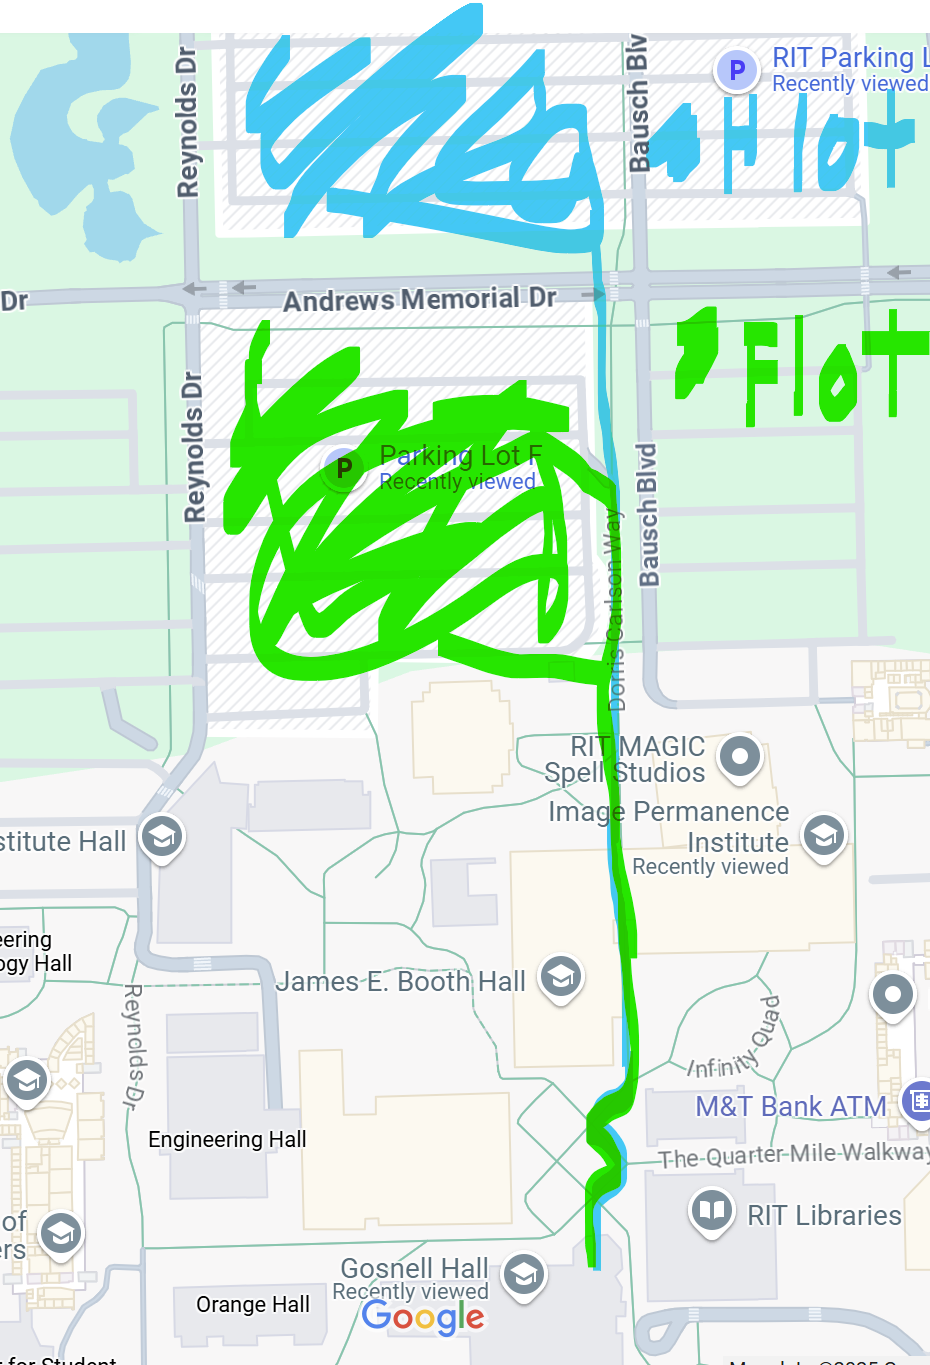 RIT Parking L
Recently viewed
Reynolds Dr
Bausch Blv
H lot
Dr
Andrews Memorial Dr
F lot
Reynolds Dr
Parking Lot F
Recently viewed
Bausch Blvd
Dorris Carlson Way
RIT MAGIC
Spell Studios
Image Permanence
Institute
Recently viewed
stitute Hall
eering
ogy Hall
James E. Booth Hall
Reynolds Dr
Infinity Quad
M&T Bank ATM
Engineering Hall
The Quarter Mile Walkway
of
ers
RIT Libraries
Gosnell Hall
Recently viewed
Orange Hall
Google
t for Student